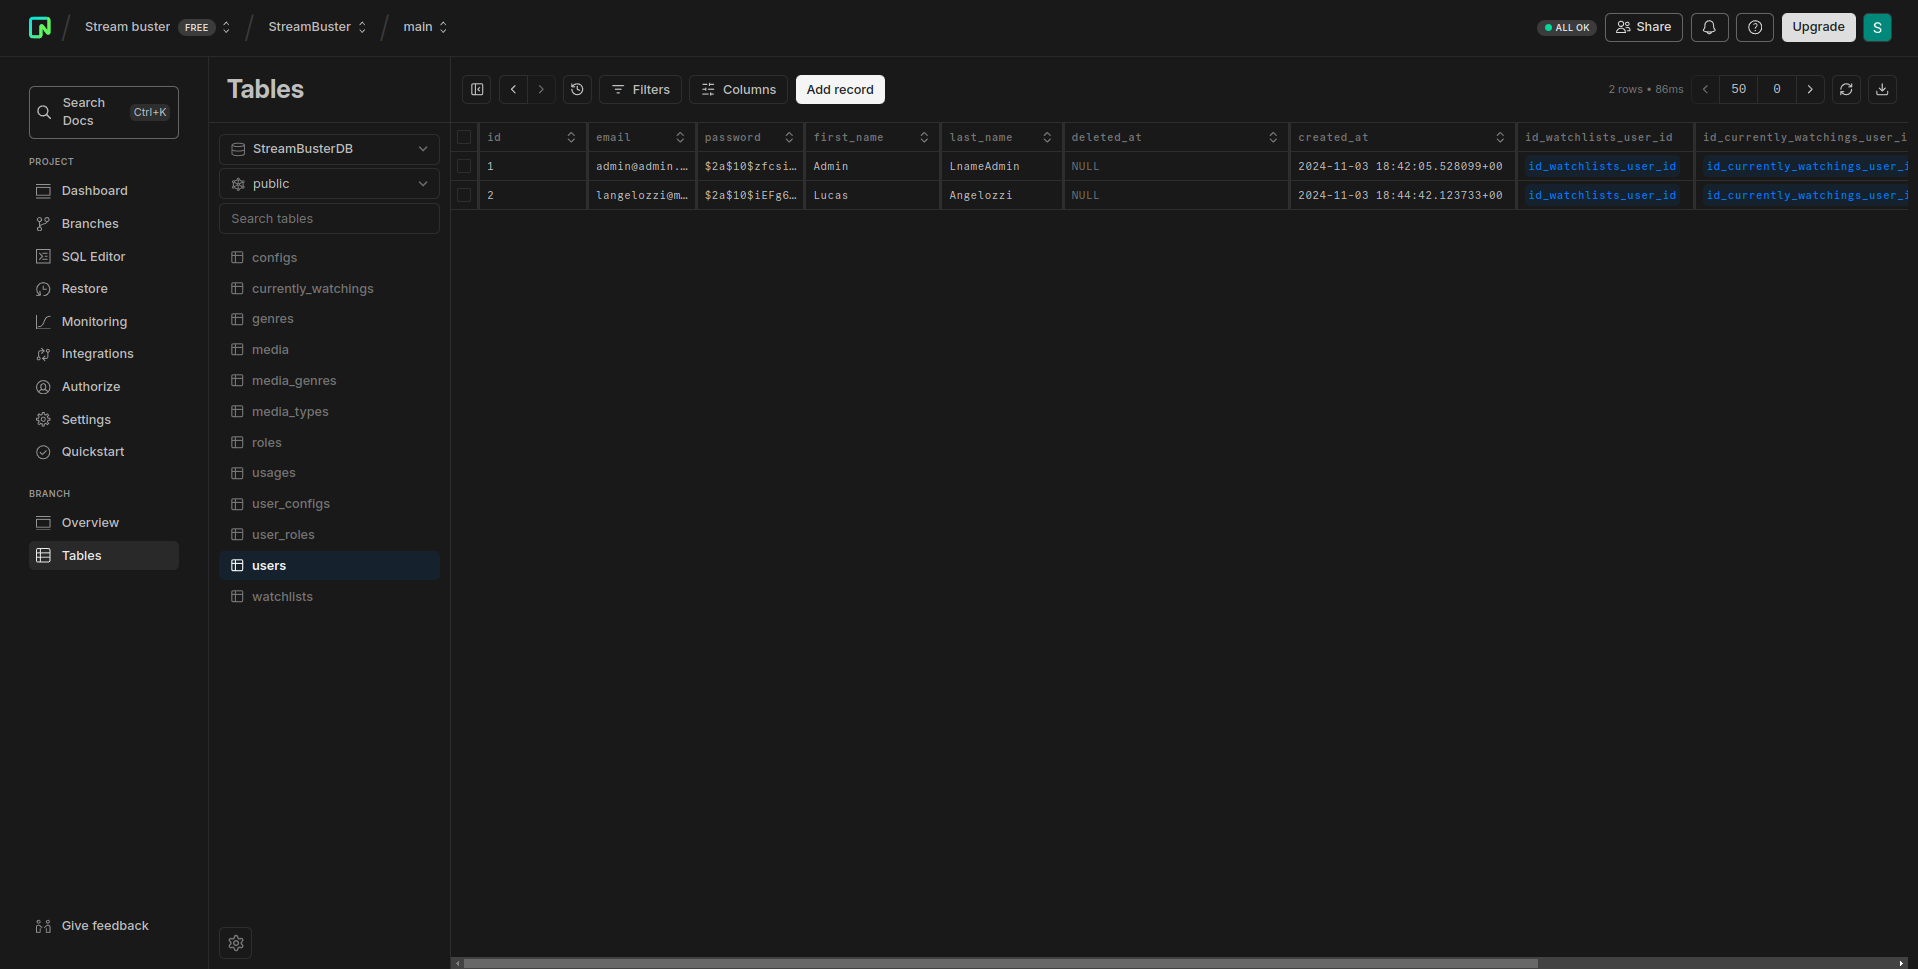 Stream buster FREE StreamBuster main
ALL OK Share Upgrade S
Search Docs Ctrl+K
PROJECT
Dashboard
Branches
SQL Editor
Restore
Monitoring
Integrations
Authorize
Settings
Quickstart
BRANCH
Overview
Tables
Give feedback
Tables
StreamBusterDB
public
Search tables
configs
currently_watchings
genres
media
media_genres
media_types
roles
usages
user_configs
user_roles
users
watchlists
Filters Columns Add record 2 rows • 86ms 50 0
id email password first_name last_name deleted_at created_at id_watchlists_user_id id_currently_watchings_user_i
1 admin@admin.… $2a$10$zfcsi… Admin LnameAdmin NULL 2024-11-03 18:42:05.528099+00 id_watchlists_user_id id_currently_watchings_user_i
2 langelozzi@m… $2a$10$iEFg6… Lucas Angelozzi NULL 2024-11-03 18:44:42.123733+00 id_watchlists_user_id id_currently_watchings_user_i